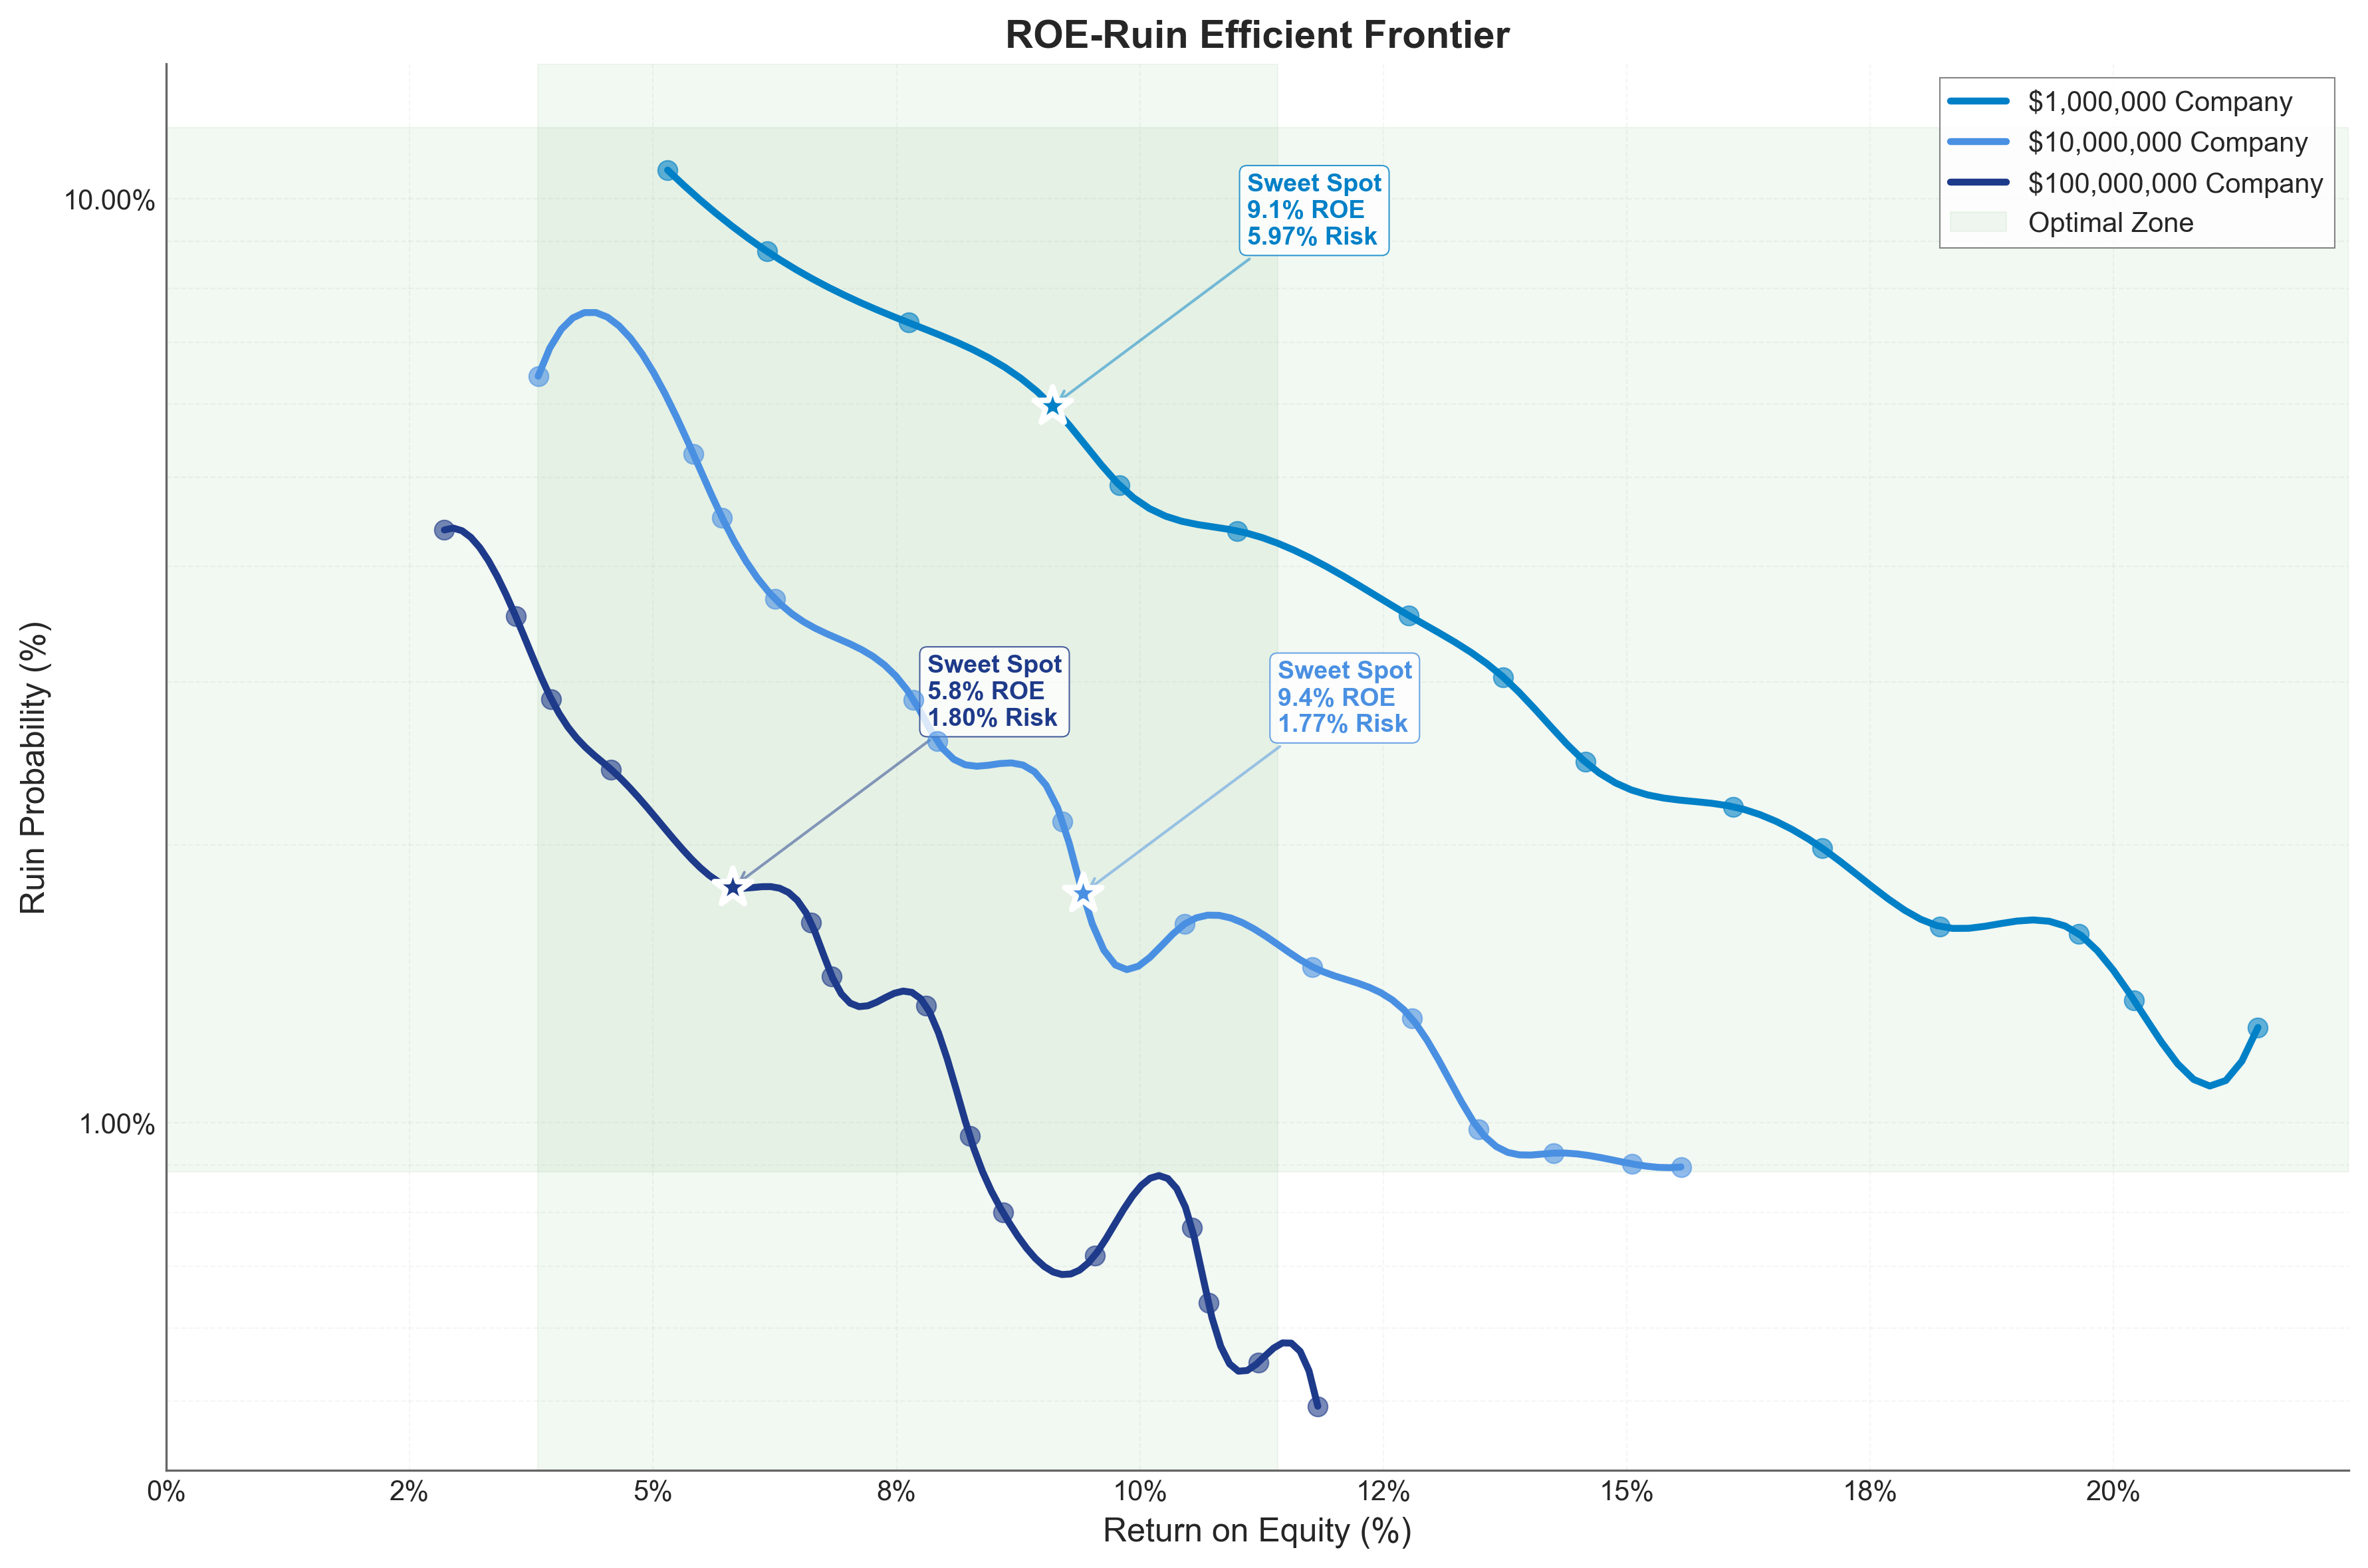 ROE-Ruin Efficient Frontier
$1,000,000 Company
$10,000,000 Company
$100,000,000 Company
Optimal Zone
Sweet Spot
9.1% ROE
5.97% Risk
Sweet Spot
5.8% ROE
1.80% Risk
Sweet Spot
9.4% ROE
1.77% Risk
Ruin Probability (%)
10.00%
1.00%
0%
2%
5%
8%
10%
12%
15%
18%
20%
Return on Equity (%)